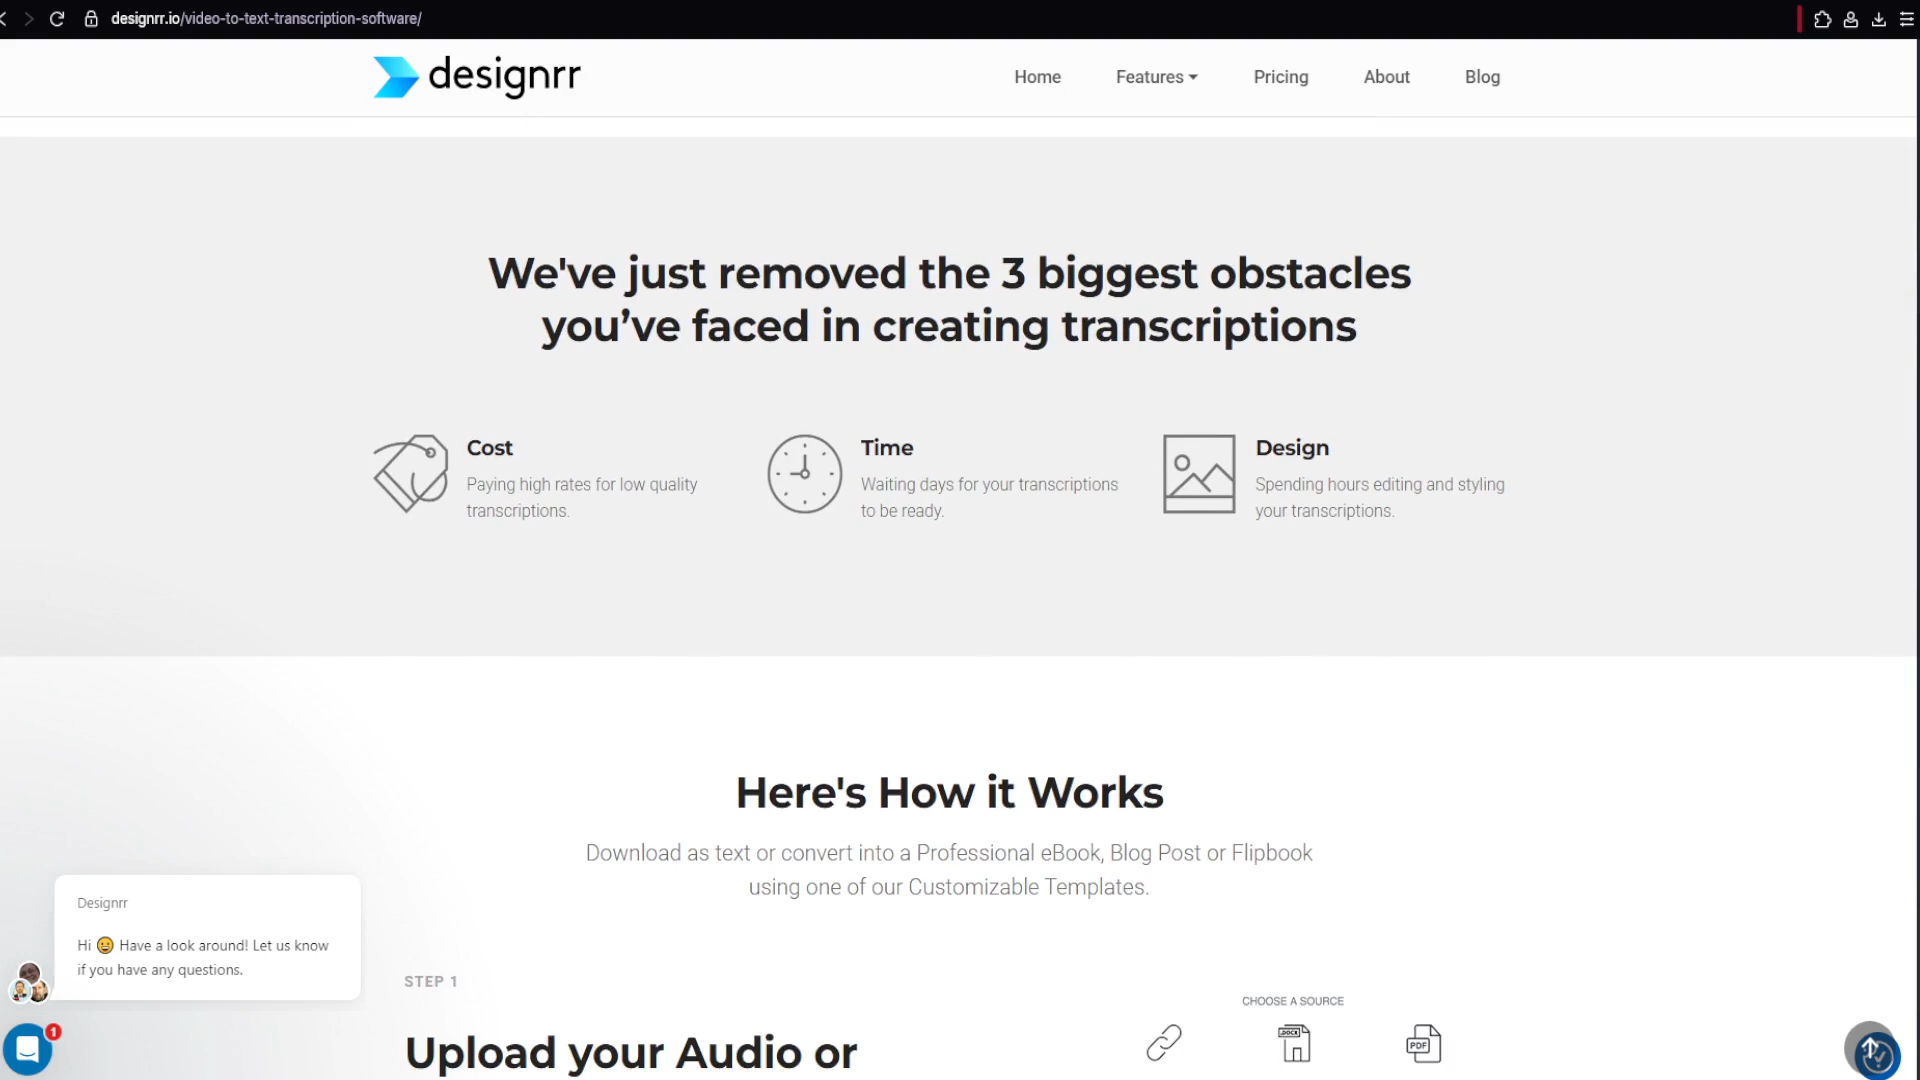 designrr.io/video-to-text-transcription-software/
designrr
Home
Features
Pricing
About
Blog
We've just removed the 3 biggest obstacles
you’ve faced in creating transcriptions
Cost
Paying high rates for low quality
transcriptions.
Time
Waiting days for your transcriptions
to be ready.
Design
Spending hours editing and styling
your transcriptions.
Here's How it Works
Download as text or convert into a Professional eBook, Blog Post or Flipbook
using one of our Customizable Templates.
Designrr
Hi 😀 Have a look around! Let us know
if you have any questions.
1
STEP 1
Upload your Audio or
CHOOSE A SOURCE
DOCX
PDF